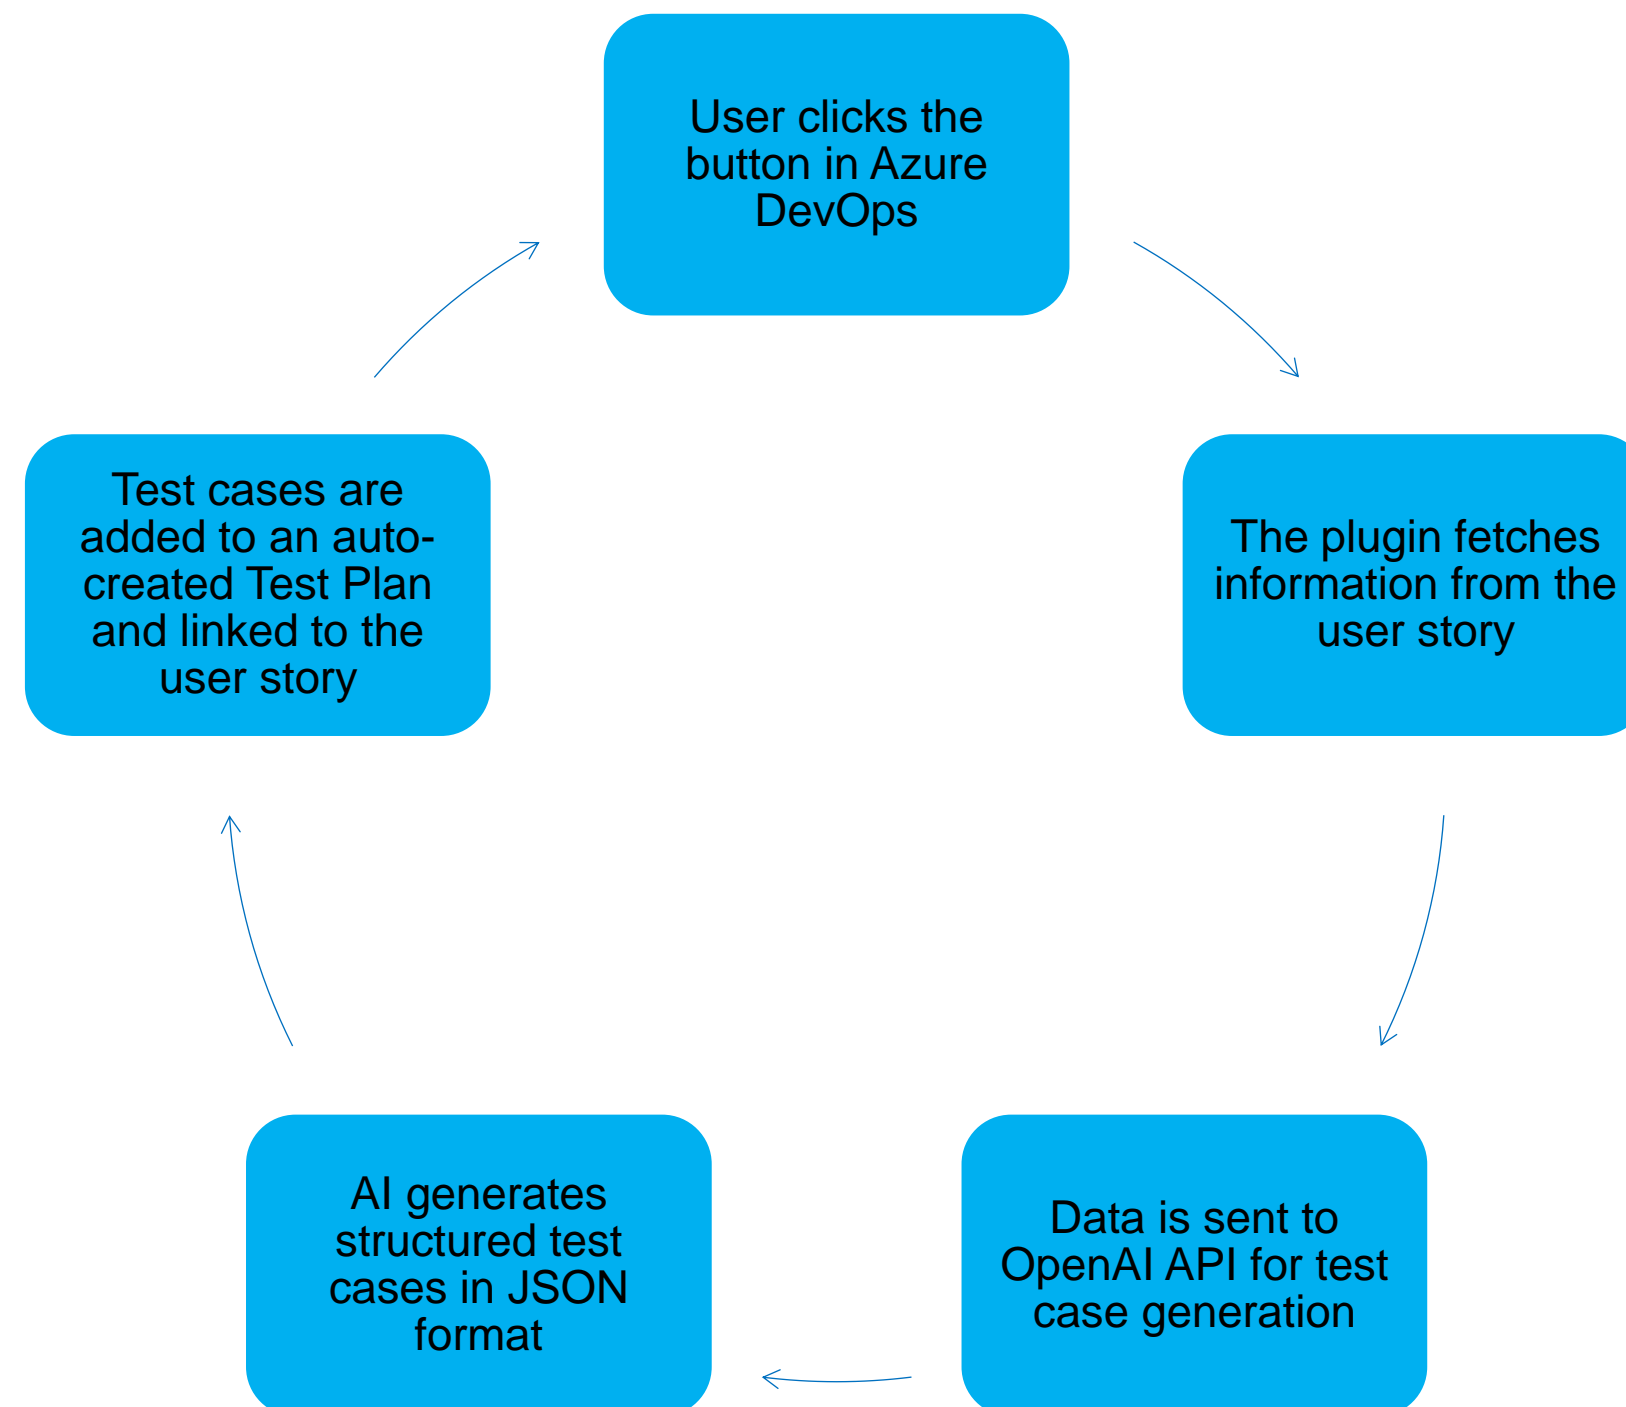 User clicks the
button in Azure
DevOps
The plugin fetches
information from the
user story
Data is sent to
OpenAI API for test
case generation
AI generates
structured test
cases in JSON
format
Test cases are
added to an auto-
created Test Plan
and linked to the
user story